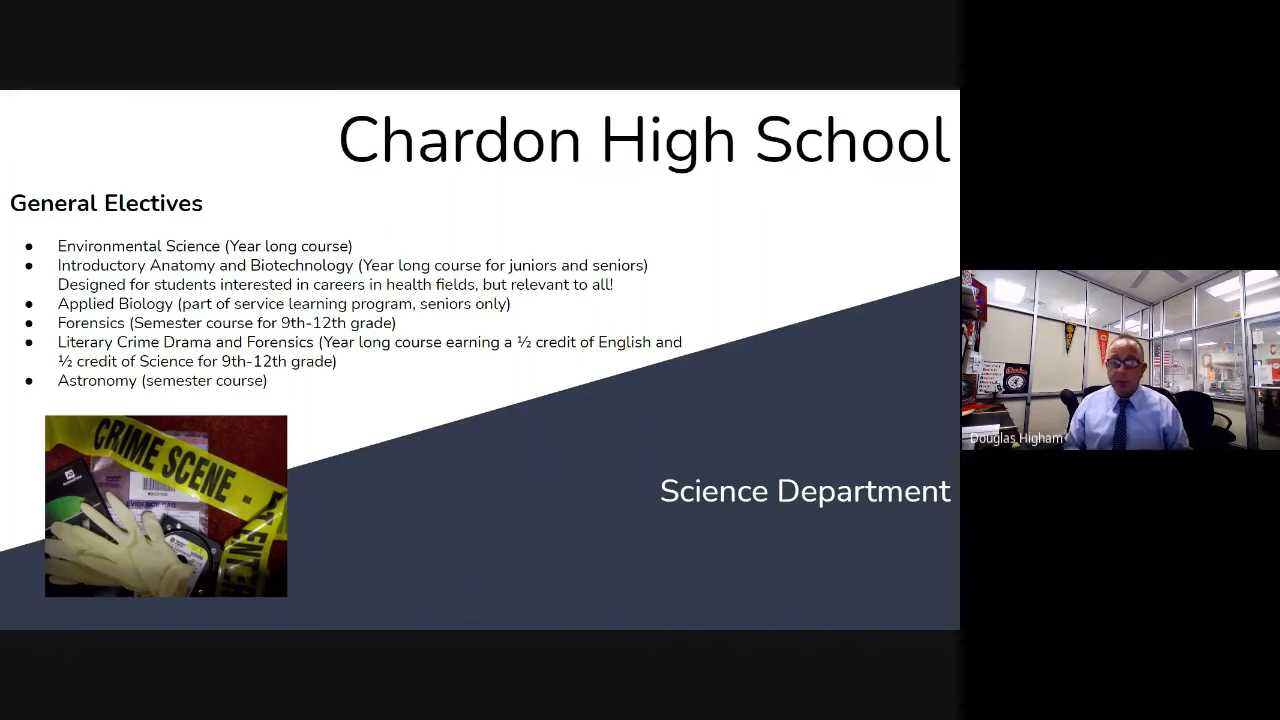 Chardon High School
General Electives
● Environmental Science (Year long course)
● Introductory Anatomy and Biotechnology (Year long course for juniors and seniors)
Designed for students interested in careers in health fields, but relevant to all!
● Applied Biology (part of service learning program, seniors only)
● Forensics (Semester course for 9th-12th grade)
● Literary Crime Drama and Forensics (Year long course earning a ½ credit of English and
½ credit of Science for 9th-12th grade)
● Astronomy (semester course)
CRIME SCENE
EVIDENCE BAG
ENTER
Science Department
Chardon
Douglas Higham